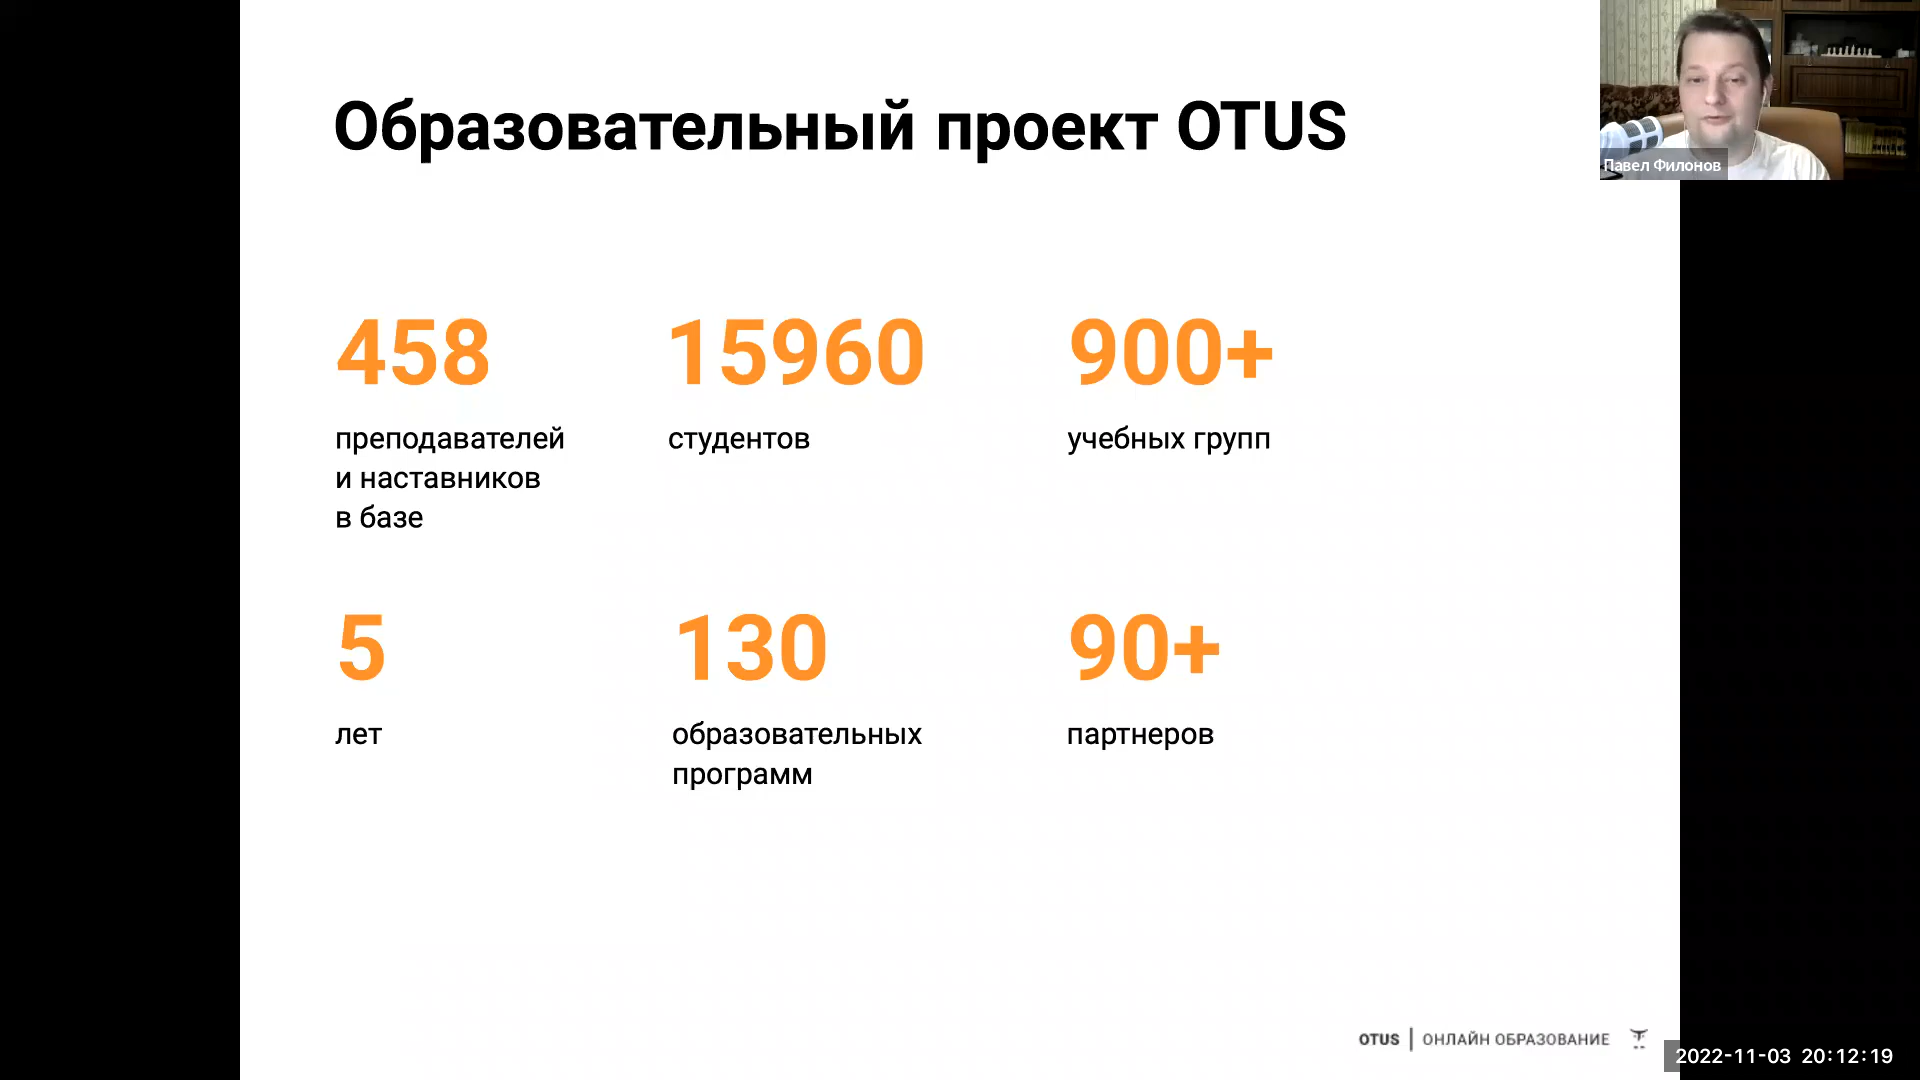 Образовательный проект OTUS
Павел Филонов
458
преподавателей
и наставников
в базе
15960
студентов
900+
учебных групп
5
лет
130
образовательных
программ
90+
партнеров
OTUS | ОНЛАЙН ОБРАЗОВАНИЕ
2022-11-03 20:12:19